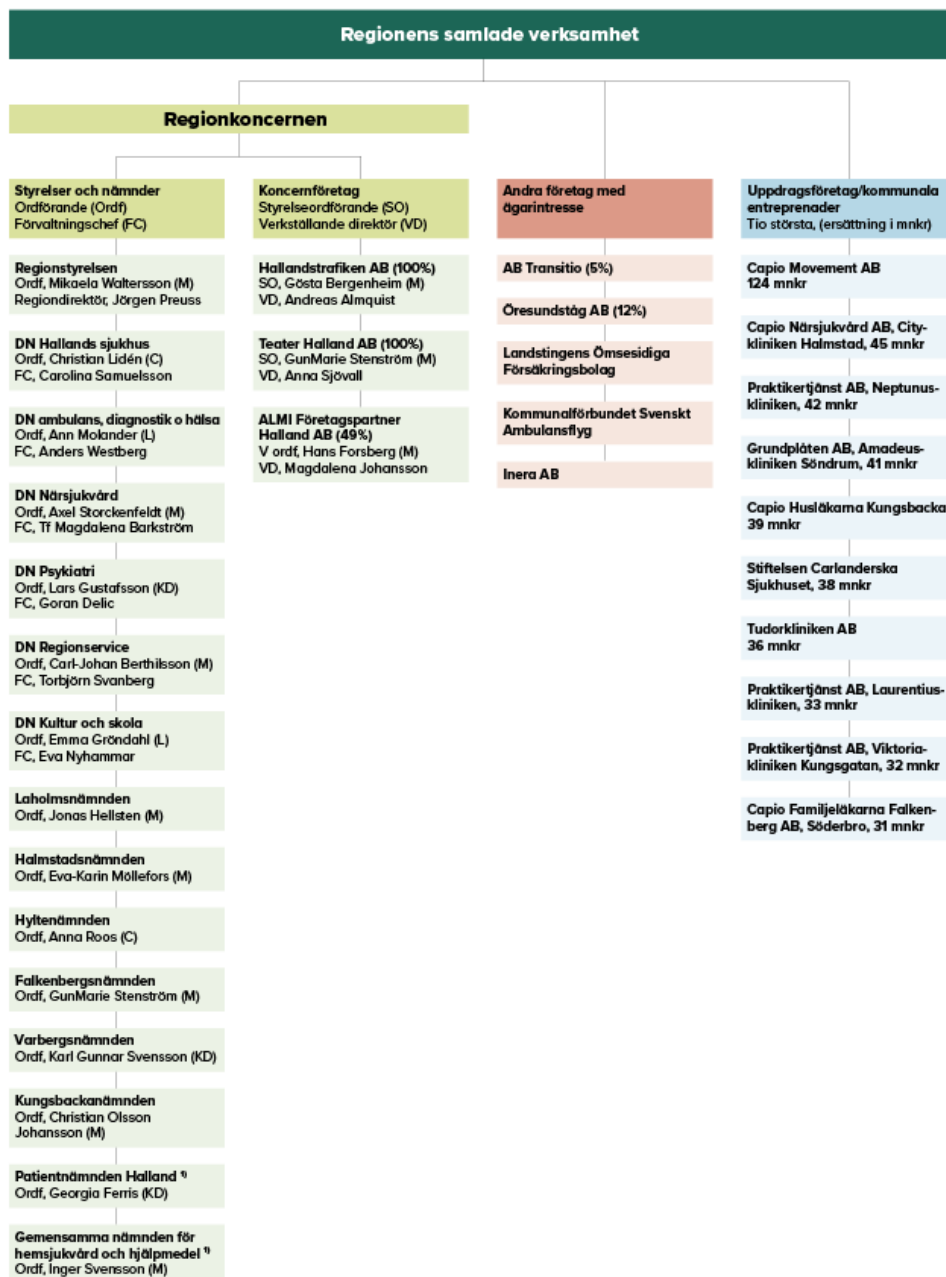 Regionens samlade verksamhet
Regionkoncernen
Styrelser och nämnder
Ordförande (Ordf)
Förvaltningschef (FC)
Regionstyrelsen
Ordf, Mikaela Waltersson (M)
Regiondirektör, Jörgen Preuss
DN Hallands sjukhus
Ordf, Christian Lidén (C)
FC, Carolina Samuelsson
DN ambulans, diagnostik o hälsa
Ordf, Ann Molander (L)
FC, Anders Westberg
DN Närsjukvård
Ordf, Axel Storckenfeldt (M)
FC, Tf Magdalena Barkström
DN Psykiatri
Ordf, Lars Gustafsson (KD)
FC, Goran Delic
DN Regionservice
Ordf, Carl-Johan Berthilsson (M)
FC, Torbjörn Svanberg
DN Kultur och skola
Ordf, Emma Gröndahl (L)
FC, Eva Nyhammar
Laholmsnämnden
Ordf, Jonas Hellsten (M)
Halmstadsnämnden
Ordf, Eva-Karin Möllefors (M)
Hyltenämnden
Ordf, Anna Roos (C)
Falkenbergsnämnden
Ordf, GunMarie Stenström (M)
Varbergsnämnden
Ordf, Karl Gunnar Svensson (KD)
Kungsbackanämnden
Ordf, Christian Olsson
Johansson (M)
Patientnämnden Halland 1)
Ordf, Georgia Ferris (KD)
Gemensamma nämnden för
hemsjukvård och hjälpmedel 1)
Ordf, Inger Svensson (M)
Koncernföretag
Styrelseordförande (SO)
Verkställande direktör (VD)
Hallandstrafiken AB (100%)
SO, Gösta Bergenheim (M)
VD, Andreas Almquist
Teater Halland AB (100%)
SO, GunMarie Stenström (M)
VD, Anna Sjövall
ALMI Företagspartner
Halland AB (49%)
V ordf, Hans Forsberg (M)
VD, Magdalena Johansson
Andra företag med
ägarintresse
AB Transitio (5%)
Öresundståg AB (12%)
Landstingens Ömsesidiga
Försäkringsbolag
Kommunalförbundet Svenskt
Ambulansflyg
Inera AB
Uppdragsföretag/kommunala
entreprenader
Tio största, (ersättning i mnkr)
Capio Movement AB
124 mnkr
Capio Närsjukvård AB, City-
kliniken Halmstad, 45 mnkr
Praktikertjänst AB, Neptunus-
kliniken, 42 mnkr
Grundplåten AB, Amadeus-
kliniken Söndrum, 41 mnkr
Capio Husläkarna Kungsbacka
39 mnkr
Stiftelsen Carlanderska
Sjukhuset, 38 mnkr
Tudorkliniken AB
36 mnkr
Praktikertjänst AB, Laurentius-
kliniken, 33 mnkr
Praktikertjänst AB, Viktoria-
kliniken Kungsgatan, 32 mnkr
Capio Familjeläkarna Falken-
berg AB, Söderbro, 31 mnkr